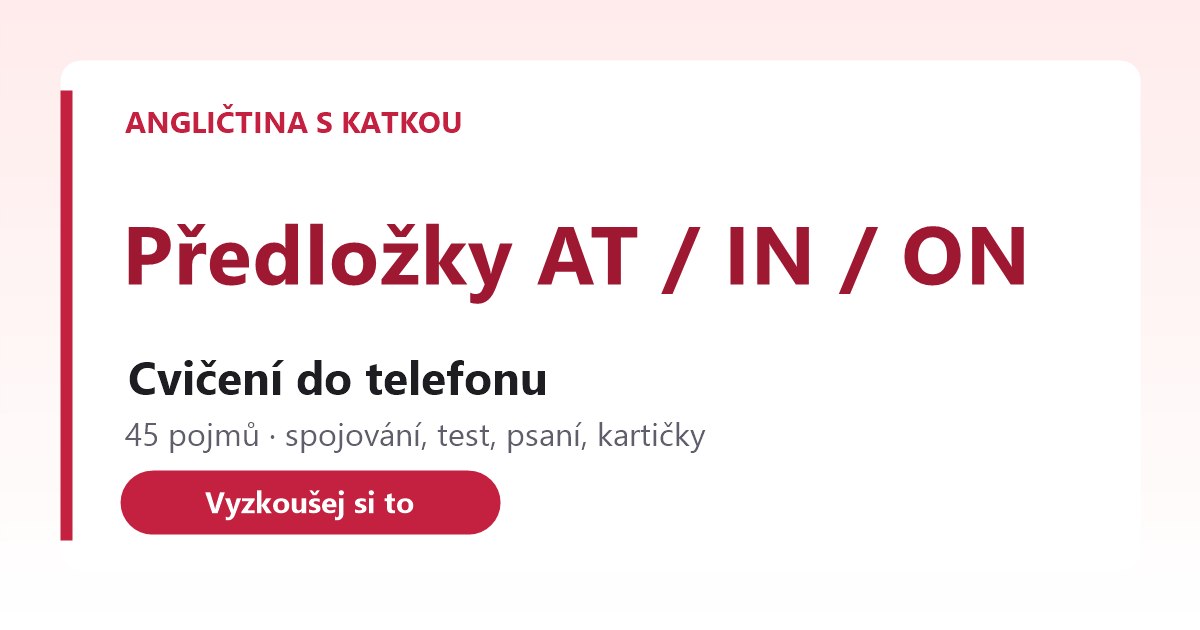 ANGLIČTINA S KATKOU
Předložky AT / IN / ON
Cvičení do telefonu
45 pojmů · spojování, test, psaní, kartičky
Vyzkoušej si to